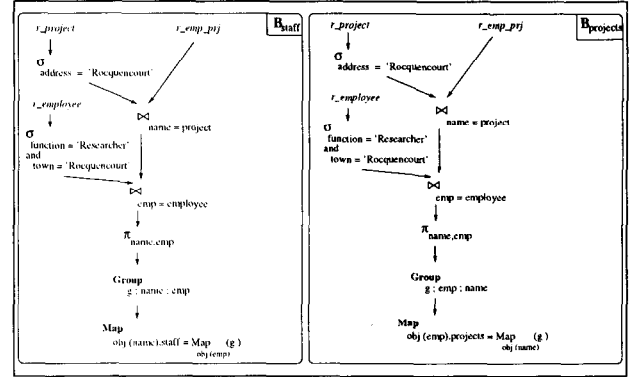 B staff
r_project r_emp_prj
σ
address = 'Rocquencourt'
r_employee
⋈
name = project
σ
function = 'Researcher'
and
town = 'Rocquencourt'
⋈
emp = employee
π name,emp
Group
g ; name ; emp
Map
obj (name).staff = Map (g )
obj (emp)
B projects
r_project r_emp_prj
σ
address = 'Rocquencourt'
r_employee
⋈
name = project
σ
function = 'Researcher'
and
town = 'Rocquencourt'
⋈
emp = employee
π name,emp
Group
g ; emp ; name
Map
obj (emp).projects = Map (g )
obj (name)